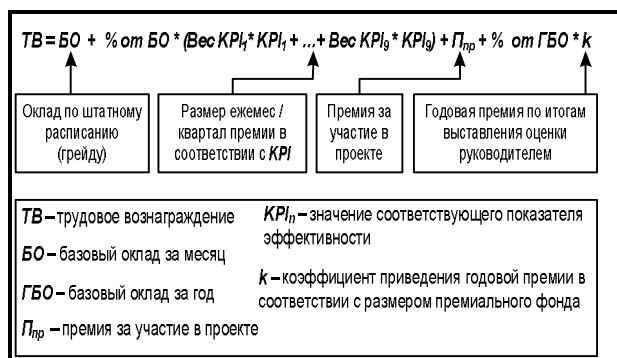 ТВ = БО + % от БО * (Вес KPI₁* KPI₁ + ...+ Вес KPI₉ * KPI₉) + Ппр + % от ГБО * k
Оклад по штатному
расписанию
(грейду)
Размер ежемес /
квартал премии в
соответствии с KPI
Премия за
участие в
проекте
Годовая премия по итогам
выставления оценки
руководителем
ТВ – трудовое вознаграждение
БО – базовый оклад за месяц
ГБО – базовый оклад за год
Ппр – премия за участие в проекте
KPIn – значение соответствующего показателя
эффективности
k – коэффициент приведения годовой премии в
соответствии с размером премиального фонда